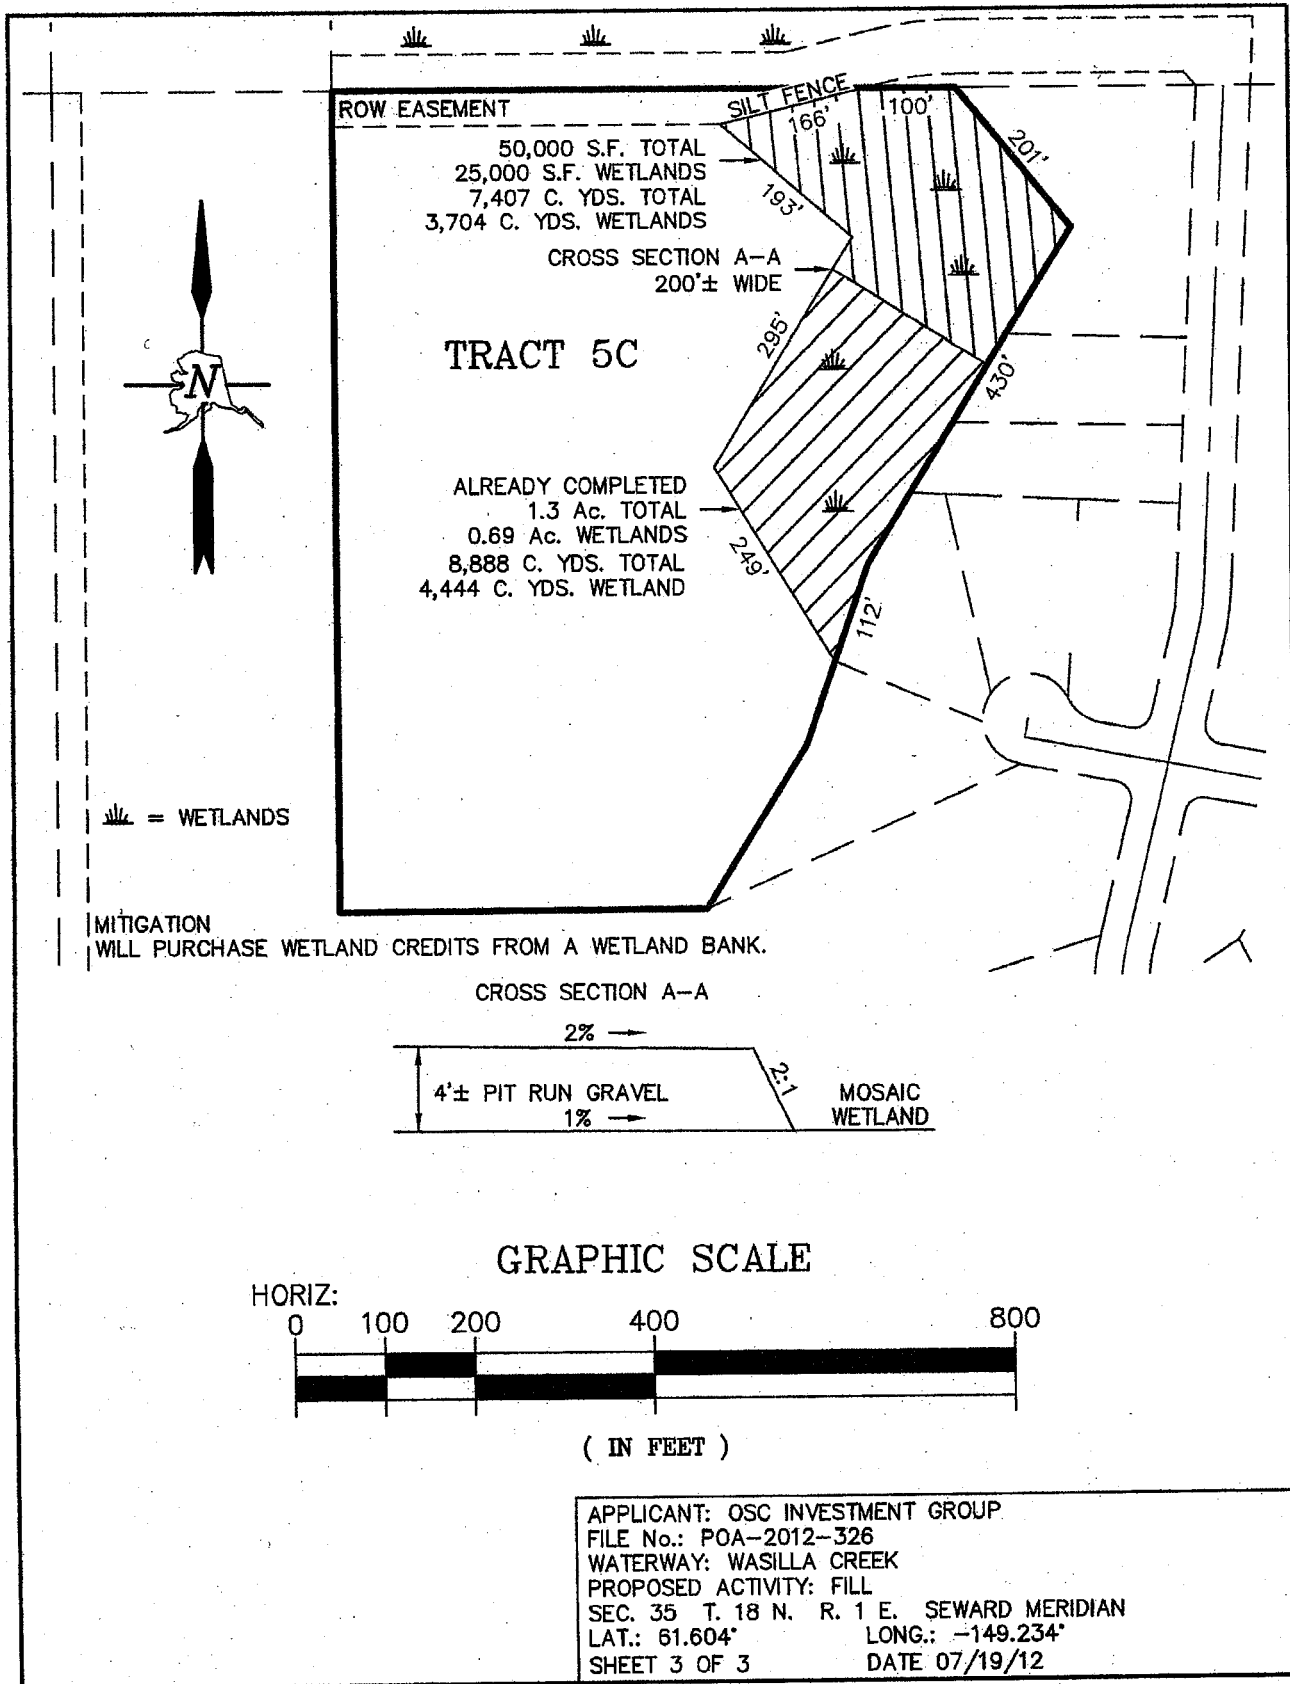 ROW EASEMENT
SILT FENCE
166'
100'
201'
50,000 S.F. TOTAL
25,000 S.F. WETLANDS
7,407 C. YDS. TOTAL
3,704 C. YDS. WETLANDS
193'
CROSS SECTION A-A
200'± WIDE
295'
TRACT 5C
430'
N
ALREADY COMPLETED
1.3 Ac. TOTAL
0.69 Ac. WETLANDS
8,888 C. YDS. TOTAL
4,444 C. YDS. WETLAND
249'
112'
= WETLANDS
MITIGATION
WILL PURCHASE WETLAND CREDITS FROM A WETLAND BANK.
CROSS SECTION A-A
2%
4'± PIT RUN GRAVEL
1%
2:1
MOSAIC
WETLAND
GRAPHIC SCALE
HORIZ:
0 100 200 400 800
( IN FEET )
APPLICANT: OSC INVESTMENT GROUP
FILE No.: POA-2012-326
WATERWAY: WASILLA CREEK
PROPOSED ACTIVITY: FILL
SEC. 35 T. 18 N. R. 1 E. SEWARD MERIDIAN
LAT.: 61.604° LONG.: -149.234°
SHEET 3 OF 3 DATE 07/19/12